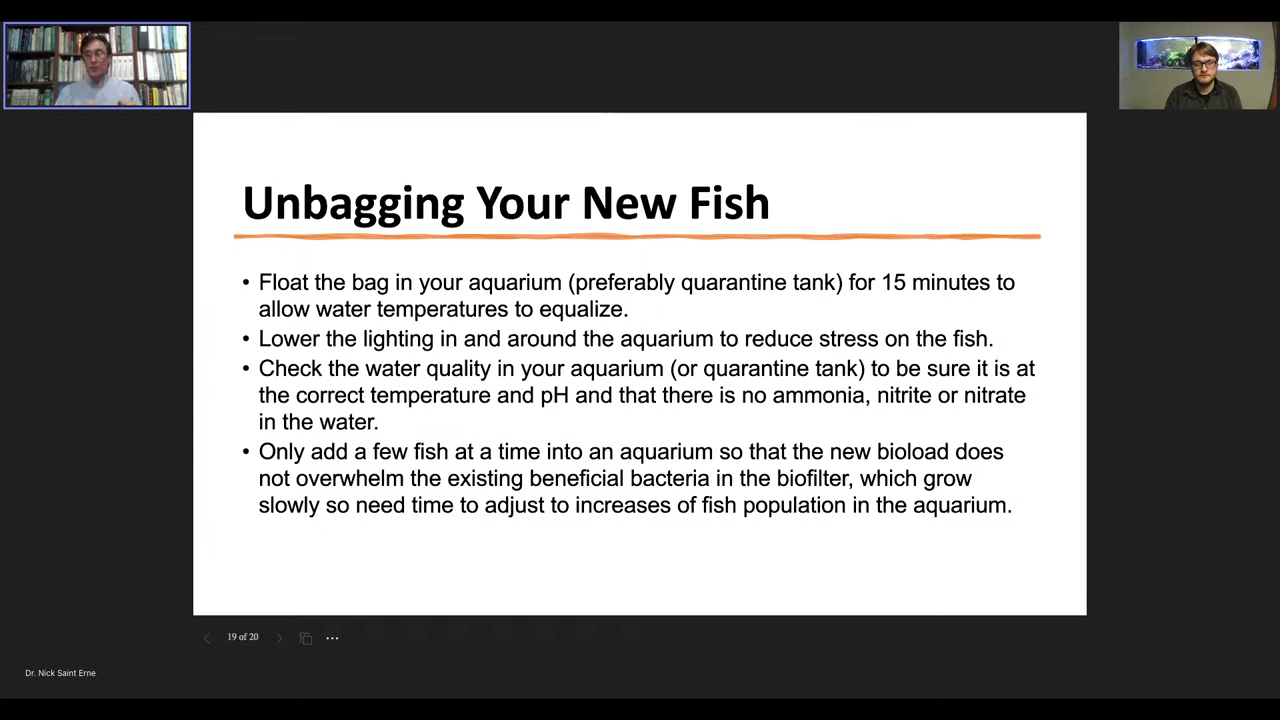 Unbagging Your New Fish
• Float the bag in your aquarium (preferably quarantine tank) for 15 minutes to
allow water temperatures to equalize.
• Lower the lighting in and around the aquarium to reduce stress on the fish.
• Check the water quality in your aquarium (or quarantine tank) to be sure it is at
the correct temperature and pH and that there is no ammonia, nitrite or nitrate
in the water.
• Only add a few fish at a time into an aquarium so that the new bioload does
not overwhelm the existing beneficial bacteria in the biofilter, which grow
slowly so need time to adjust to increases of fish population in the aquarium.
19 of 20
Dr. Nick Saint Erne